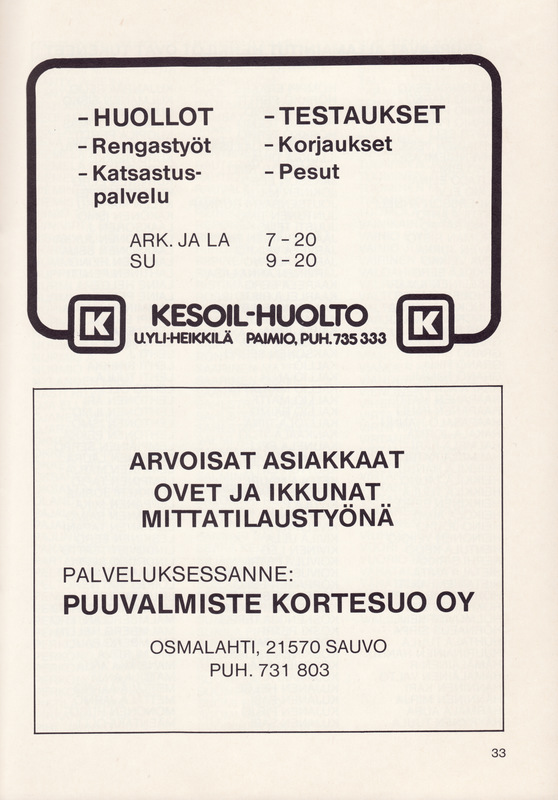 - HUOLLOT
- Rengastyöt
- Katsastus-
palvelu
- TESTAUKSET
- Korjaukset
- Pesut
ARK. JA LA 7 - 20
SU 9 - 20
K KESOIL-HUOLTO K
U.YLI-HEIKKILÄ PAIMIO, PUH. 735 333
ARVOISAT ASIAKKAAT
OVET JA IKKUNAT
MITTATILAUSTYÖNÄ
PALVELUKSESSANNE:
PUUVALMISTE KORTESUO OY
OSMALAHTI, 21570 SAUVO
PUH. 731 803
33